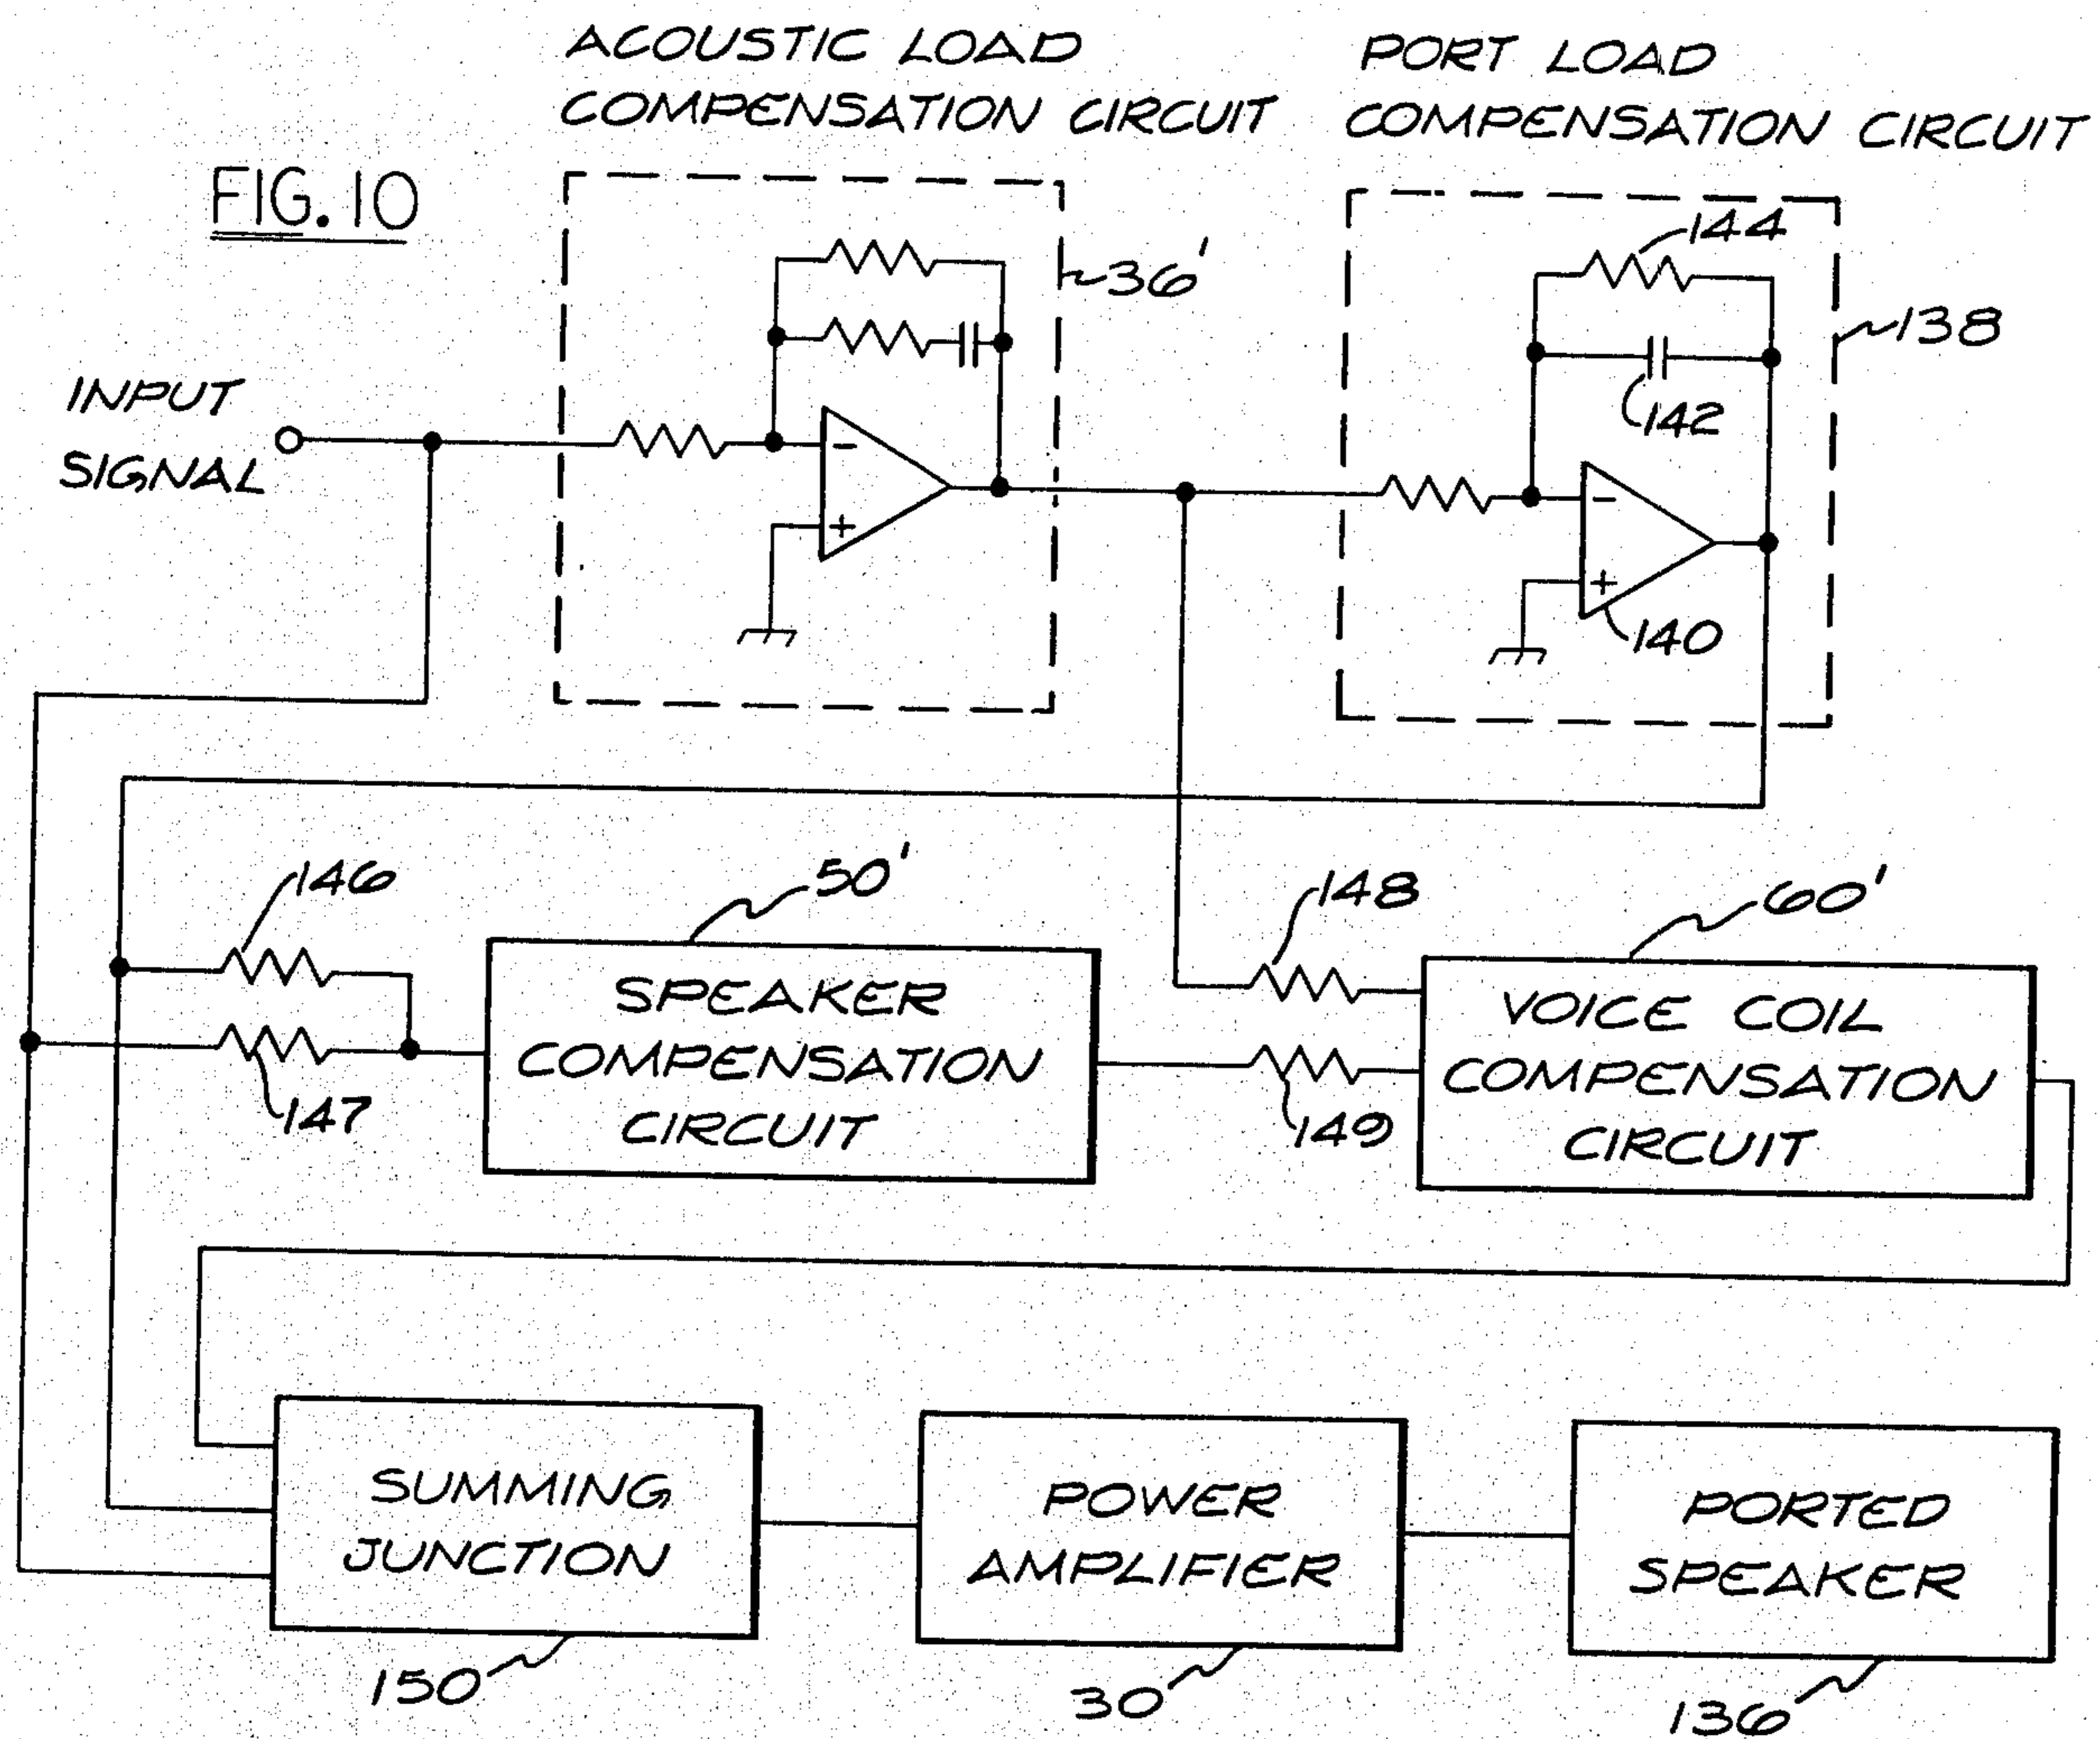 ACOUSTIC LOAD
COMPENSATION CIRCUIT
PORT LOAD
COMPENSATION CIRCUIT
FIG. 10
36'
144
138
142
INPUT
SIGNAL
-
+
-
+
140
146
50'
148
60'
SPEAKER
COMPENSATION
CIRCUIT
VOICE COIL
COMPENSATION
CIRCUIT
147
149
SUMMING
JUNCTION
POWER
AMPLIFIER
PORTED
SPEAKER
150
30
136